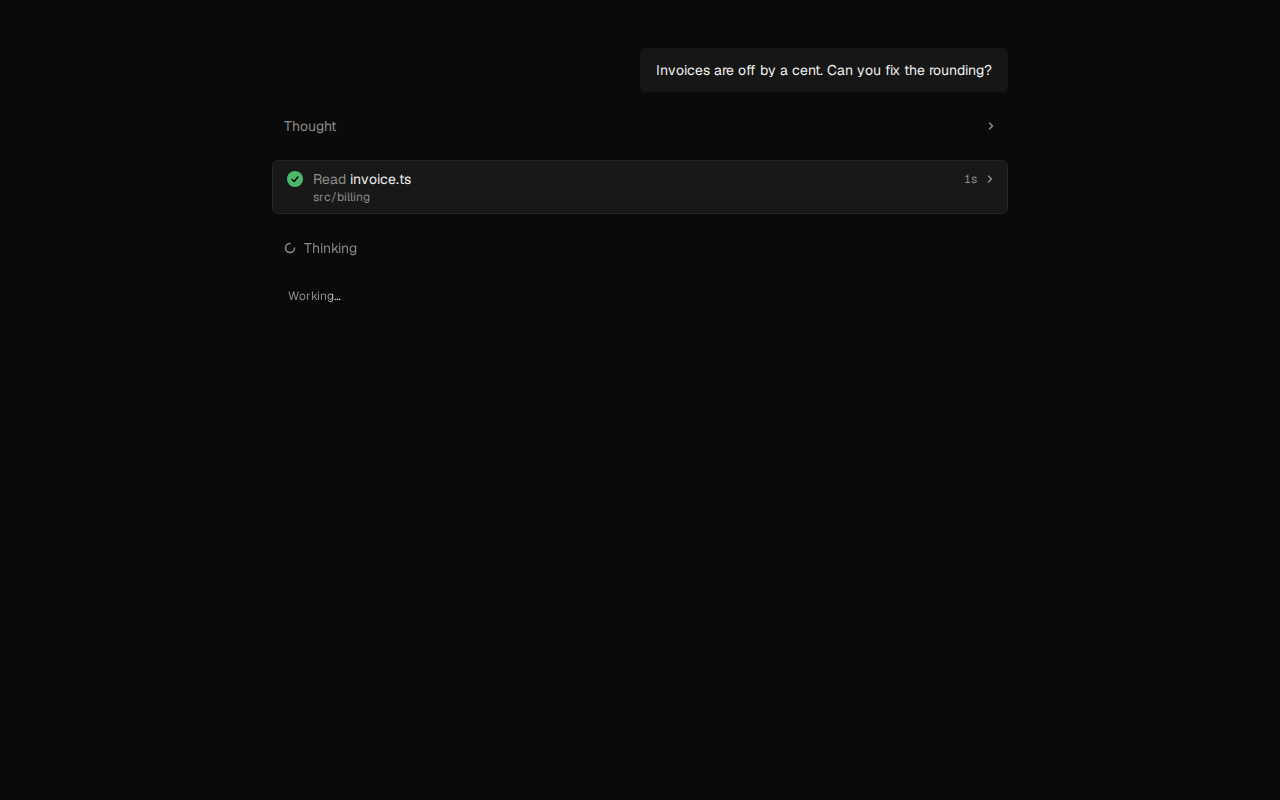 Invoices are off by a cent. Can you fix the rounding?
Thought
Read invoice.ts 1s
src/billing
Thinking
Working…